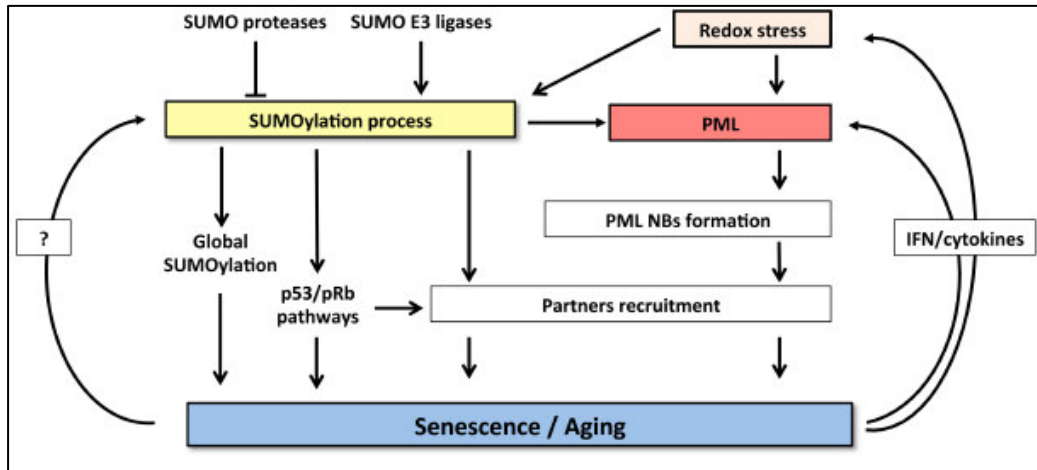 SUMO proteases
SUMO E3 ligases
Redox stress
SUMOylation process
PML
PML NBs formation
?
Global
SUMOylation
IFN/cytokines
p53/pRb
pathways
Partners recruitment
Senescence / Aging